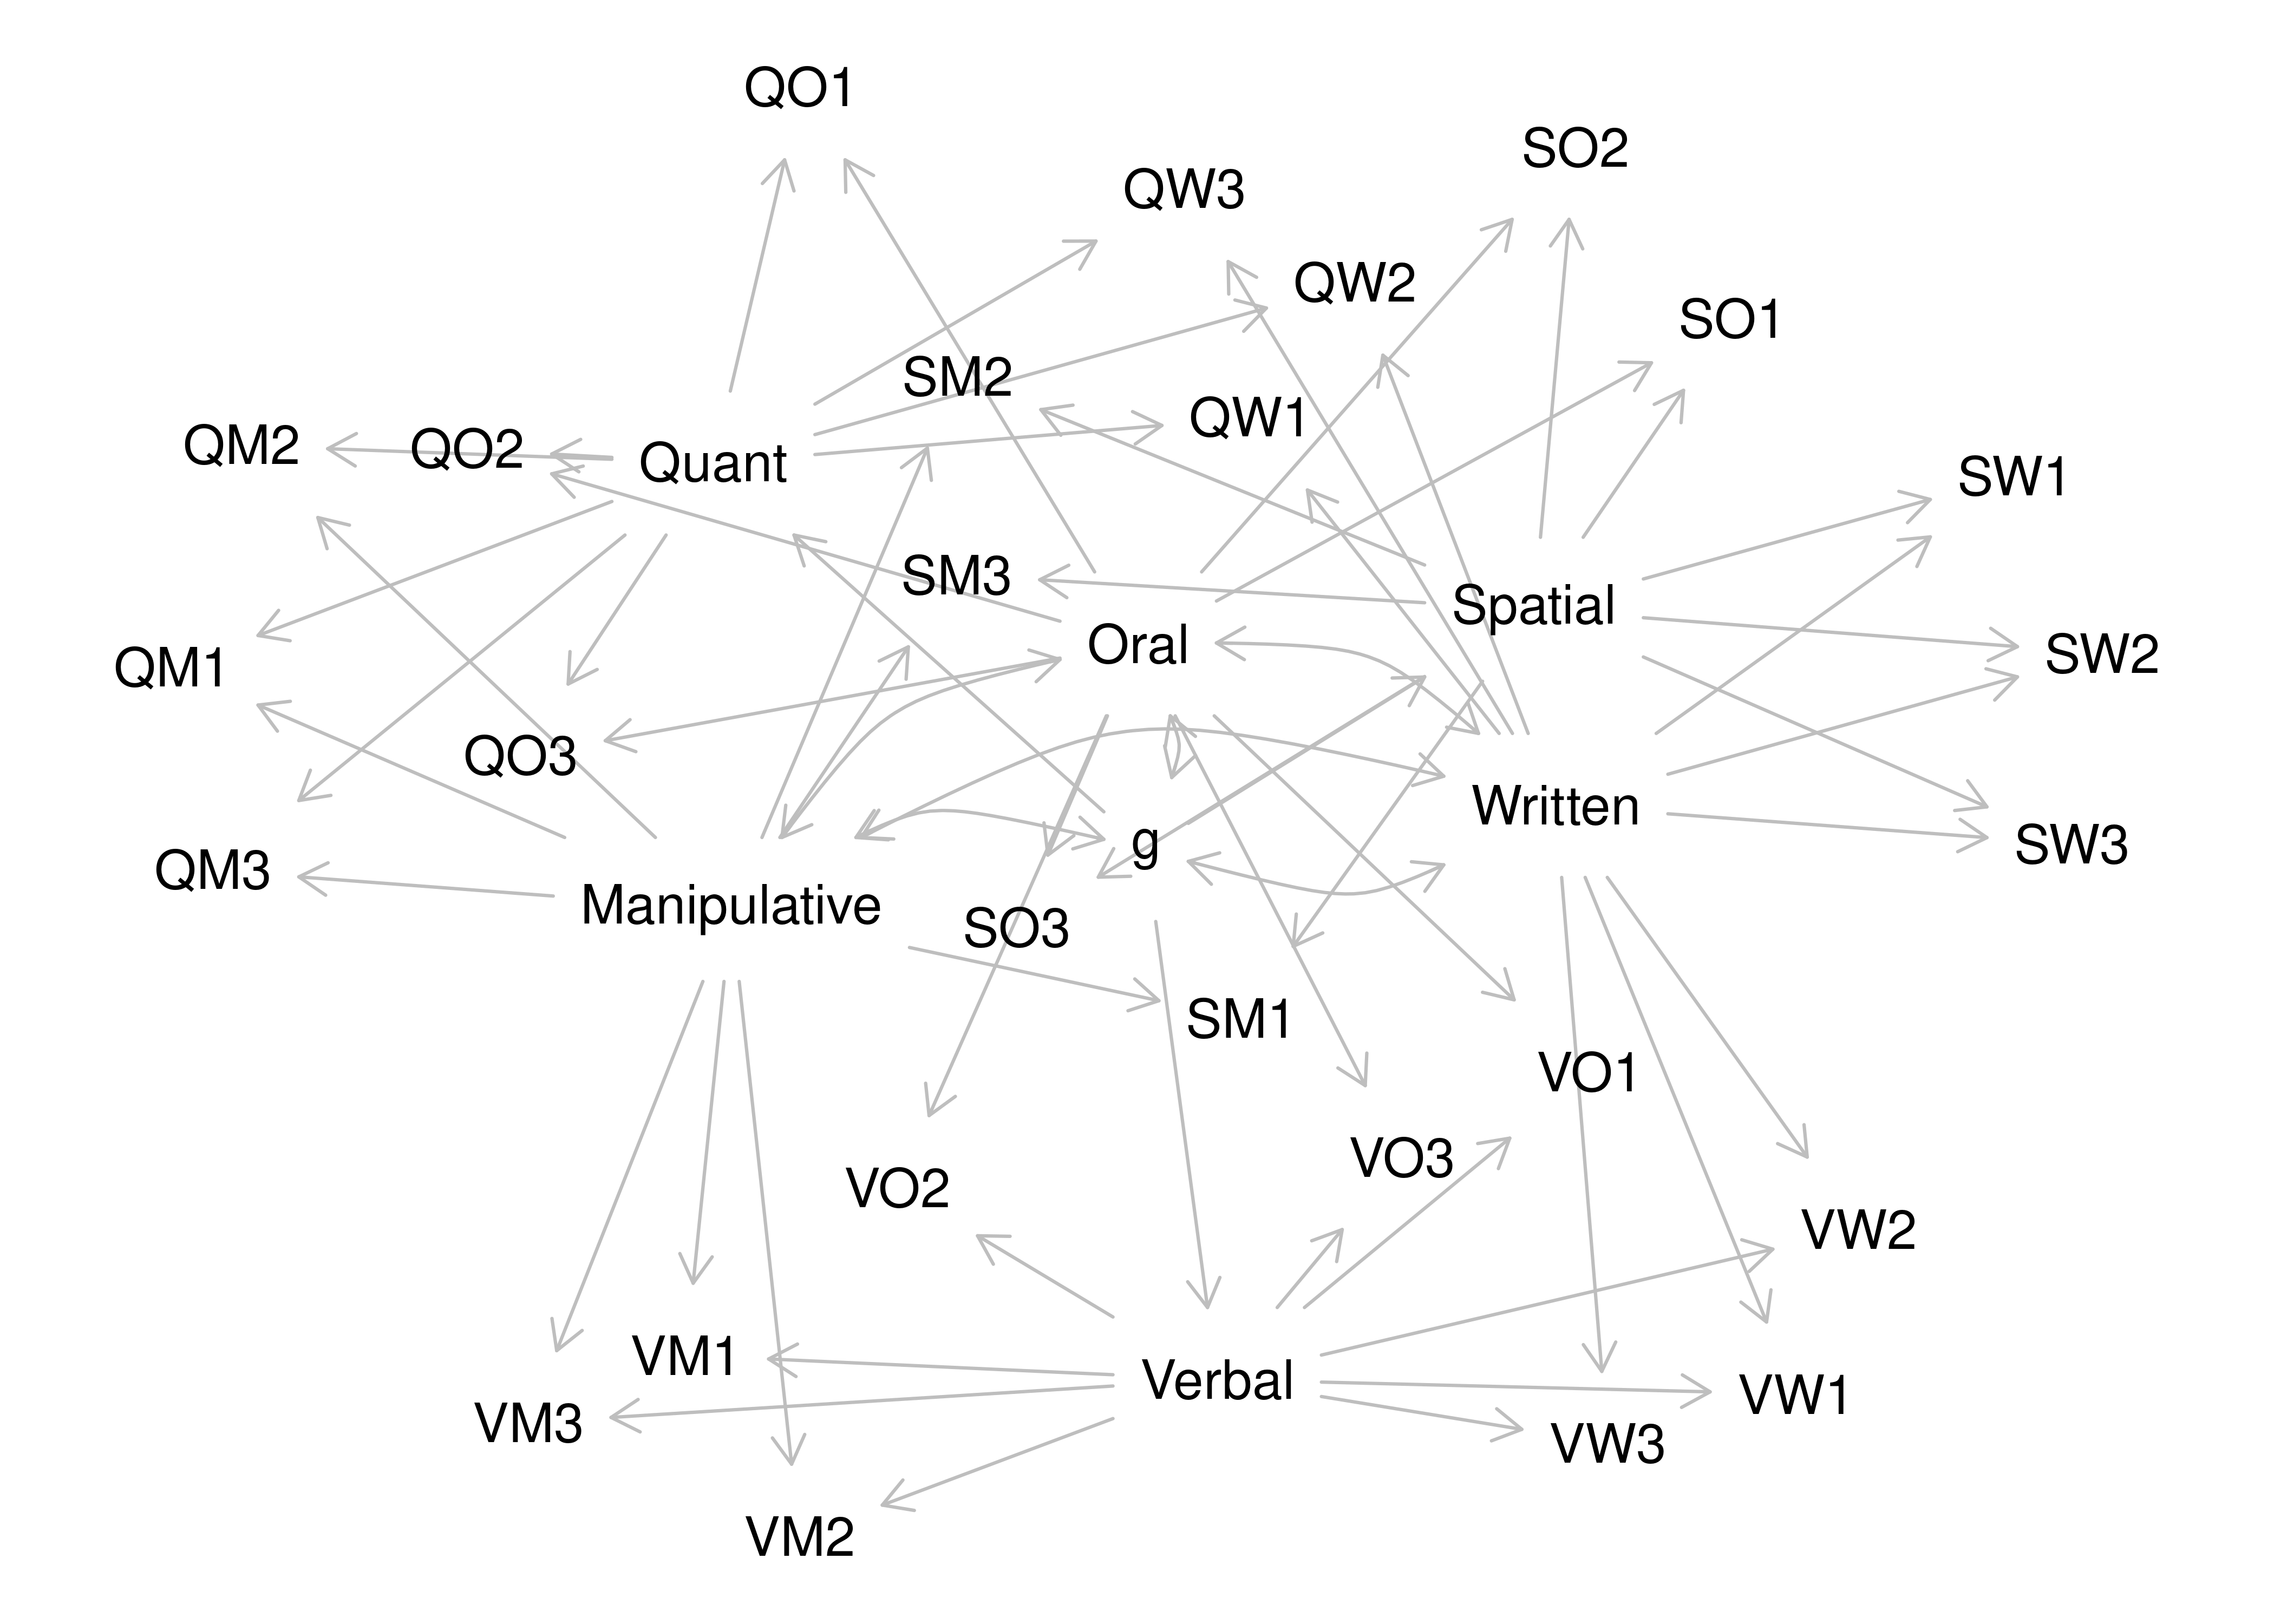 QO1
SO2
QW3
QW2
SO1
SM2
QW1
QM2
QO2
Quant
SW1
SM3
Spatial
Oral
SW2
QM1
QO3
Written
g
SW3
QM3
Manipulative
SO3
SM1
VO1
VO3
VO2
VW2
VM1
Verbal
VW1
VM3
VW3
VM2